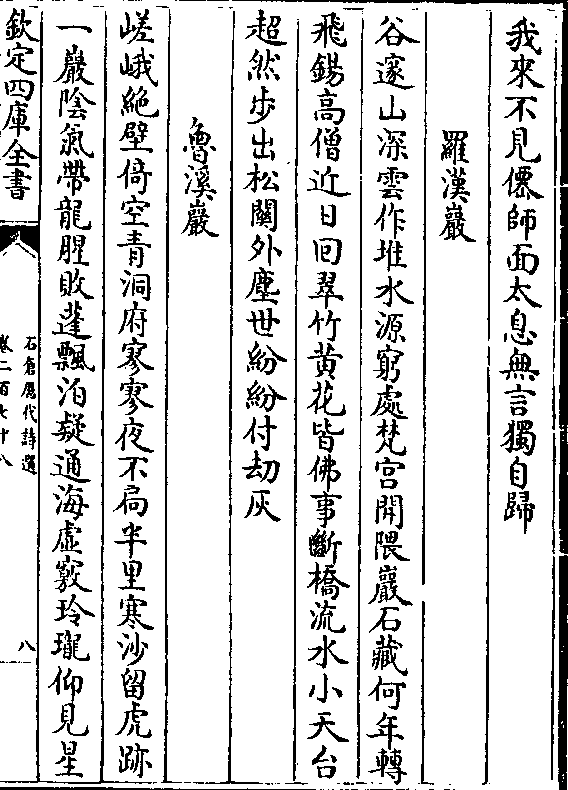 我來不見僊師面太息無言獨自歸
羅漢巖
谷邃山深雲作堆水源窮處梵宫開隈巖石藏何年轉
飛錫高僧近日回翠竹黄花皆佛事斷橋流水小天台
超然步出松關外塵世紛紛付刼灰
魯溪巖
嵯峨絶壁倚空青洞府寥寥夜不扃半里寒沙留虎跡
一巖陰氣帶龍腥敗蓬飄泊疑通海虚竅玲瓏仰見星
欽定四庫全書
石倉歷代詩選
卷二百七十八
八